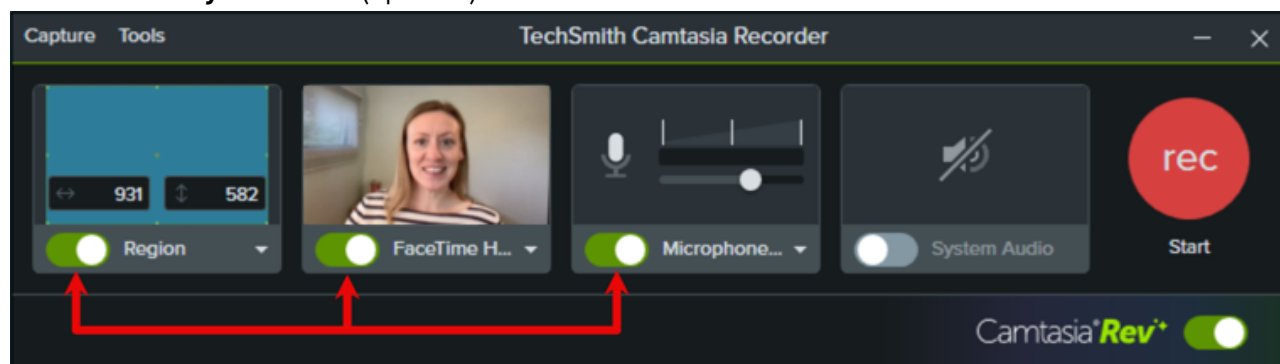 Capture Tools TechSmith Camtasia Recorder
931 582
rec
Region FaceTime H... Microphone... System Audio Start
Camtasia Rev